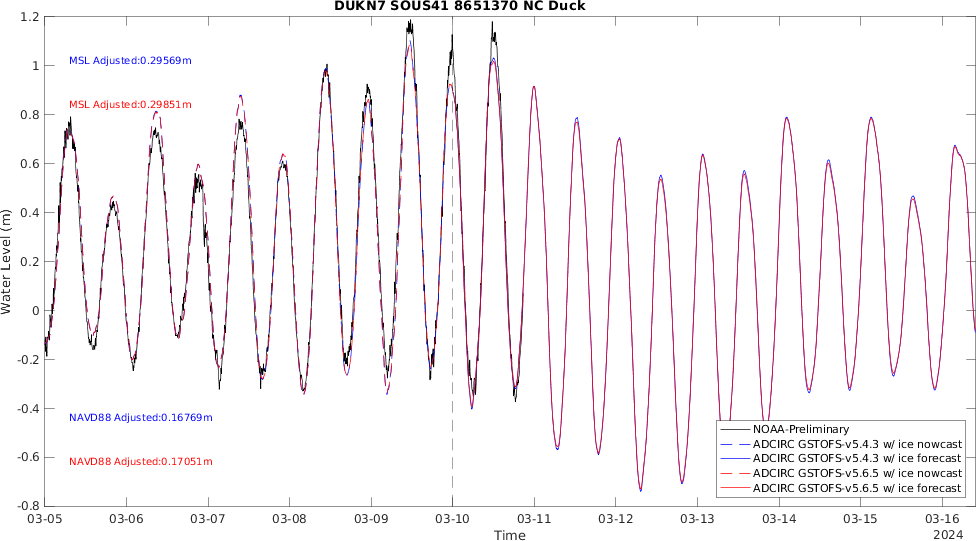 DUKN7 SOUS41 8651370 NC Duck
1.2
1
0.8
0.6
0.4
0.2
0
-0.2
-0.4
-0.6
-0.8
Water Level (m)
MSL Adjusted:0.29569m
MSL Adjusted:0.29851m
NAVD88 Adjusted:0.16769m
NAVD88 Adjusted:0.17051m
NOAA-Preliminary
ADCIRC GSTOFS-v5.4.3 w/ ice nowcast
ADCIRC GSTOFS-v5.4.3 w/ ice forecast
ADCIRC GSTOFS-v5.6.5 w/ ice nowcast
ADCIRC GSTOFS-v5.6.5 w/ ice forecast
03-05 03-06 03-07 03-08 03-09 03-10 03-11 03-12 03-13 03-14 03-15 03-16
2024
Time